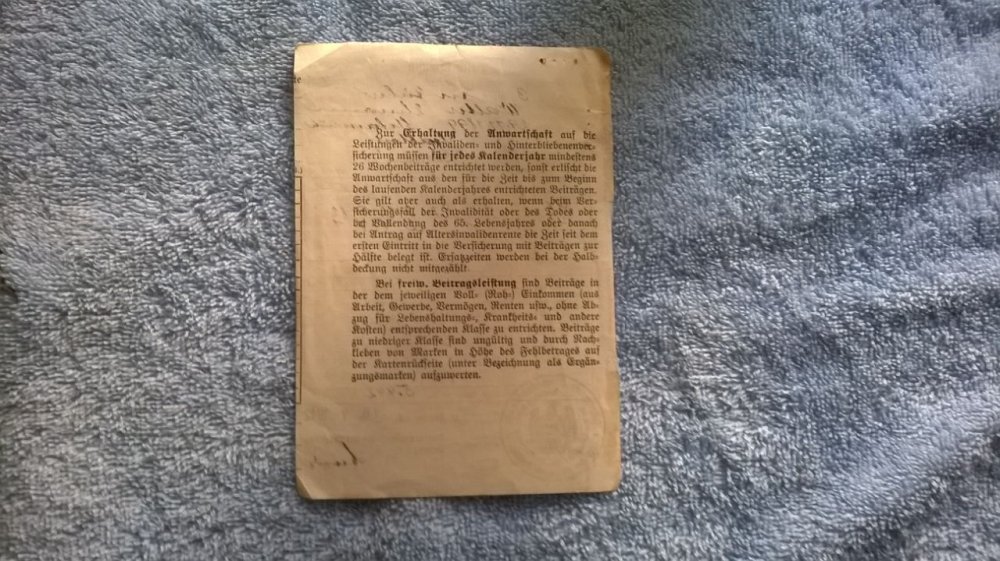 Zur Erhaltung der Anwartschaft auf die
Leistungen der Invaliden- und Hinterbliebenenver-
sicherung müssen für jedes Kalenderjahr mindestens
26 Wochenbeiträge entrichtet werden, sonst erlischt die
Anwartschaft aus den für die Zeit bis zum Beginn
des laufenden Kalenderjahres entrichteten Beiträgen.
Sie gilt aber auch als erhalten, wenn beim Ver-
sicherungsfall der Invalidität oder des Todes oder
bei Vollendung des 65. Lebensjahres oder danach
bei Antrag auf Altersinvalidenrente die Zeit seit dem
ersten Eintritt in die Versicherung mit Beiträgen zur
Hälfte belegt ist. Ersatzzeiten werden bei der Halb-
deckung nicht mitgezählt
Bei freiw. Beitragsleistung sind Beiträge in
der dem jeweiligen Voll- (Roh-) Einkommen (aus
Arbeit, Gewerbe, Vermögen, Renten usw., ohne Ab-
zug für Lebenshaltungs-, Krankheits- und andere
Kosten) entsprechenden Klasse zu entrichten. Beiträge
zu niedriger Klasse sind ungültig und durch Nach-
kleben von Marken in Höhe des Fehlbetrages auf
der Kartenrückseite (unter Bezeichnung als Ergän-
zungsmarken) aufzuwerten.